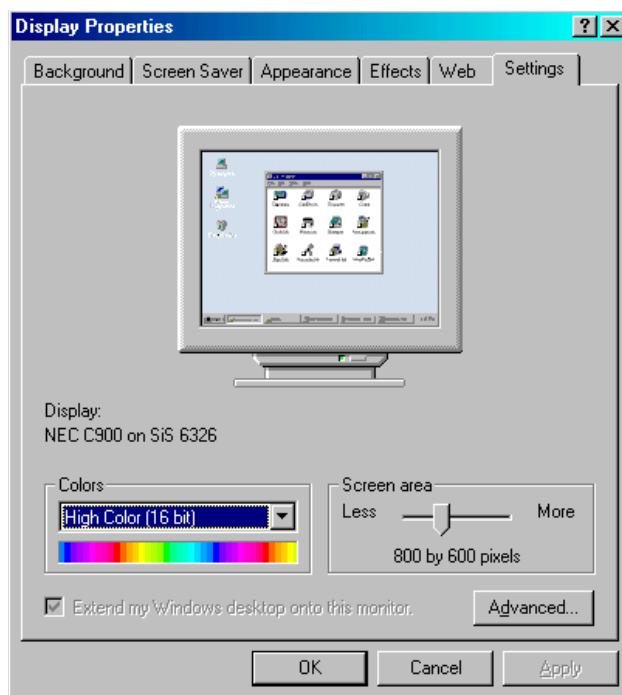 Display Properties
Background Screen Saver Appearance Effects Web Settings
Display:
NEC C900 on SiS 6326
Colors
High Color (16 bit)
Screen area
Less More
800 by 600 pixels
Extend my Windows desktop onto this monitor.
Advanced...
OK Cancel Apply